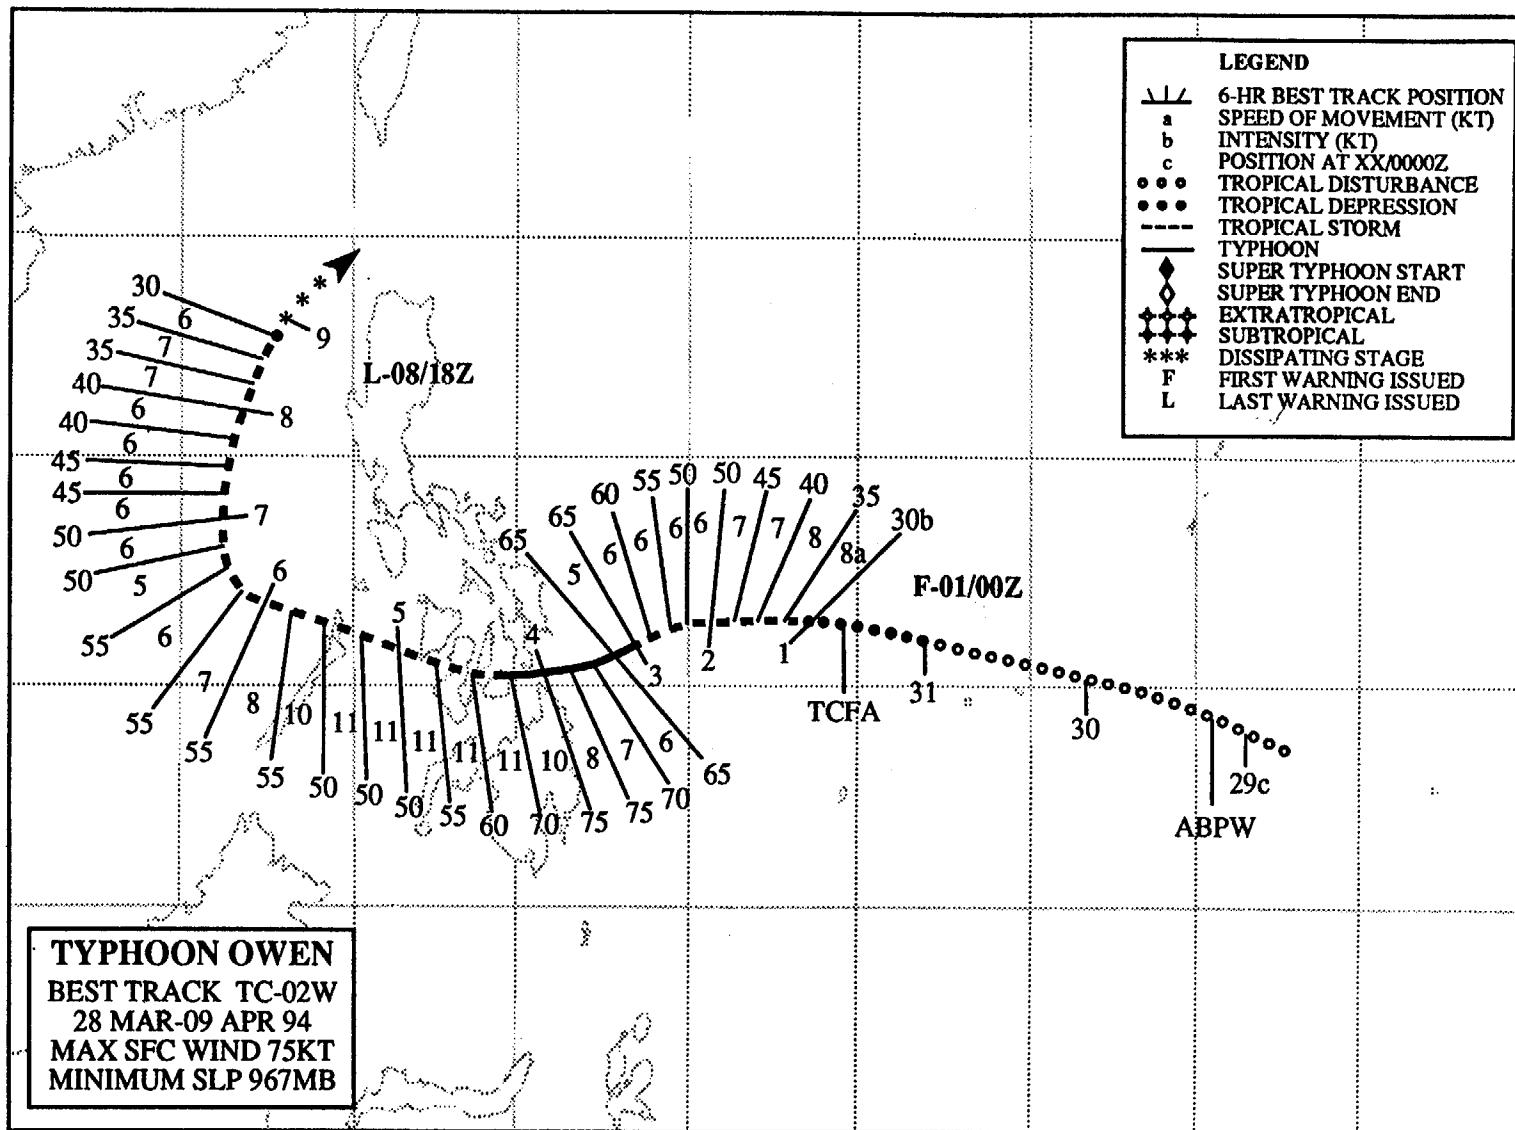 LEGEND
6-HR BEST TRACK POSITION
a SPEED OF MOVEMENT (KT)
b INTENSITY (KT)
c POSITION AT XX/0000Z
TROPICAL DISTURBANCE
TROPICAL DEPRESSION
TROPICAL STORM
TYPHOON
SUPER TYPHOON START
SUPER TYPHOON END
EXTRATROPICAL
SUBTROPICAL
*** DISSIPATING STAGE
F FIRST WARNING ISSUED
L LAST WARNING ISSUED
30
6
9
35
7
35
7
L-08/18Z
40
8
6
40
6
45
6
45
6
7
50
6
50
5
6
55
6
55
7
55
8
55
10
50
11
50
11
5
50
11
55
11
60
11
70
10
4
75
8
75
7
70
6
65
65
65
5
3
60
6
55
6
50
6
50
6
2
45
7
40
7
35
8
30b
8a
1
F-01/00Z
TCFA
31
30
ABPW
29c
TYPHOON OWEN
BEST TRACK TC-02W
28 MAR-09 APR 94
MAX SFC WIND 75KT
MINIMUM SLP 967MB